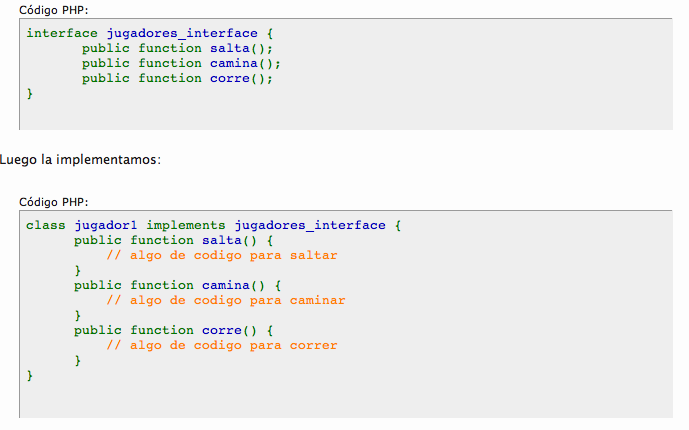 Código PHP:
interface jugadores_interface {
public function salta();
public function camina();
public function corre();
}
Luego la implementamos:
Código PHP:
class jugador1 implements jugadores_interface {
public function salta() {
// algo de codigo para saltar
}
public function camina() {
// algo de codigo para caminar
}
public function corre() {
// algo de codigo para correr
}
}